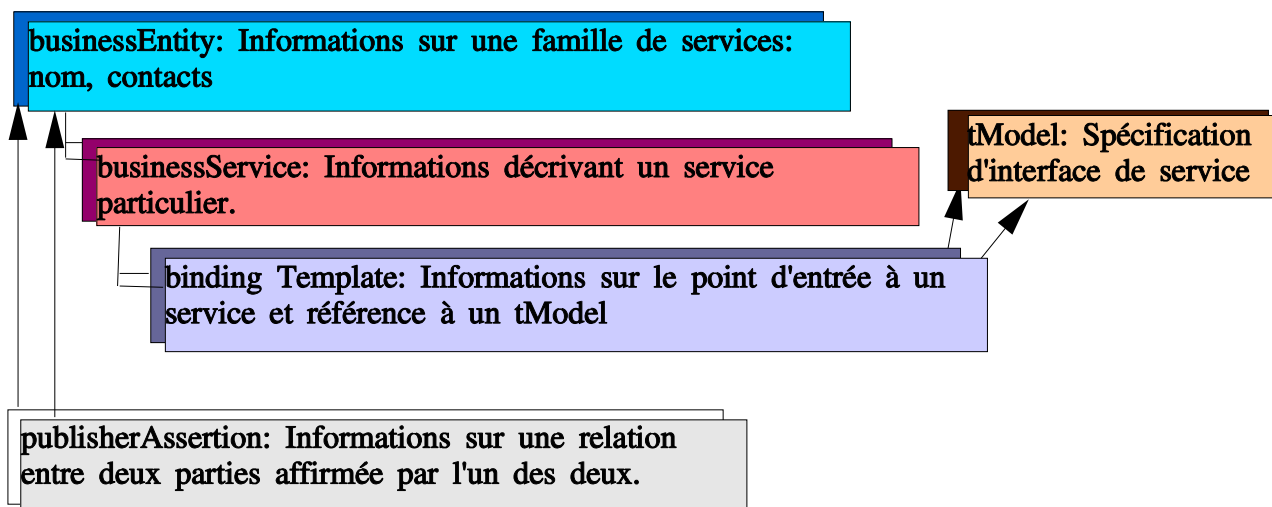 businessEntity: Informations sur une famille de services:
nom, contacts
tModel: Spécification
d'interface de service
businessService: Informations décrivant un service
particulier.
binding Template: Informations sur le point d'entrée à un
service et référence à un tModel
publisherAssertion: Informations sur une relation
entre deux parties affirmée par l'un des deux.